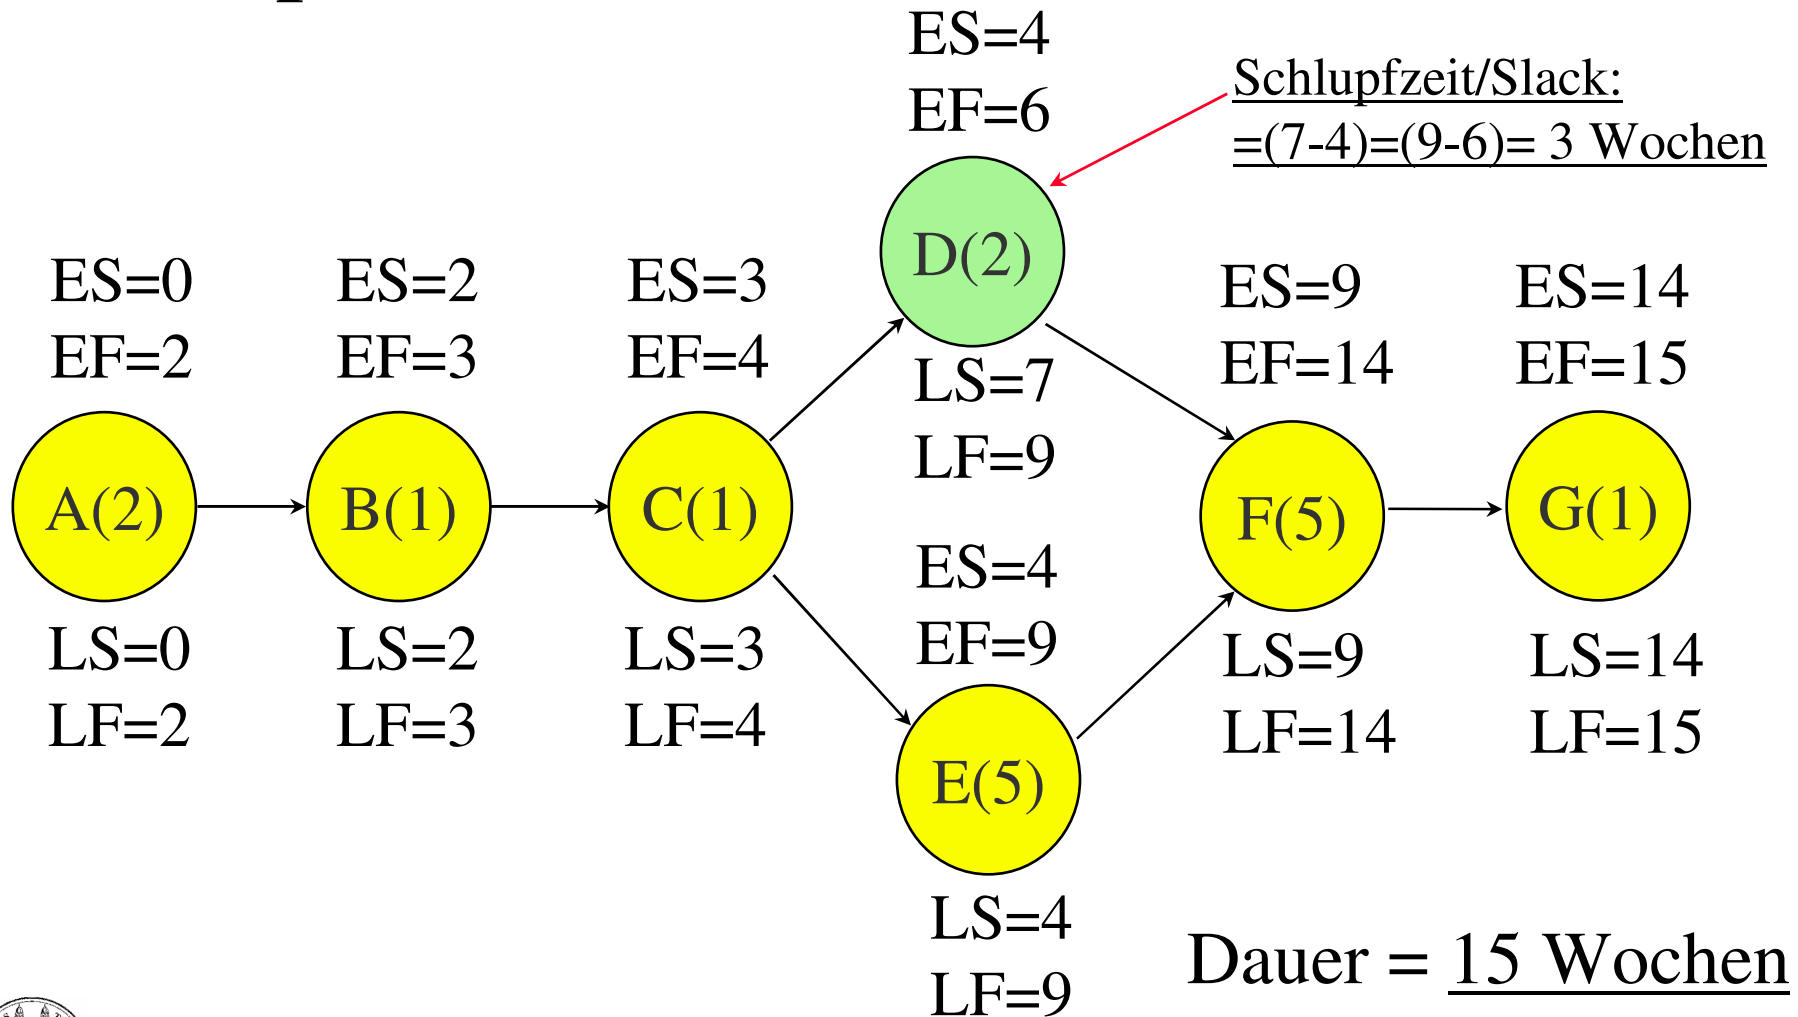 ES=4
EF=6
Schlupfzeit/Slack:
=(7-4)=(9-6)= 3 Wochen
D(2)
LS=7
LF=9
ES=0
EF=2
A(2)
LS=0
LF=2
ES=2
EF=3
B(1)
LS=2
LF=3
ES=3
EF=4
C(1)
LS=3
LF=4
ES=4
EF=9
E(5)
LS=4
LF=9
ES=9
EF=14
F(5)
LS=9
LF=14
ES=14
EF=15
G(1)
LS=14
LF=15
Dauer = 15 Wochen